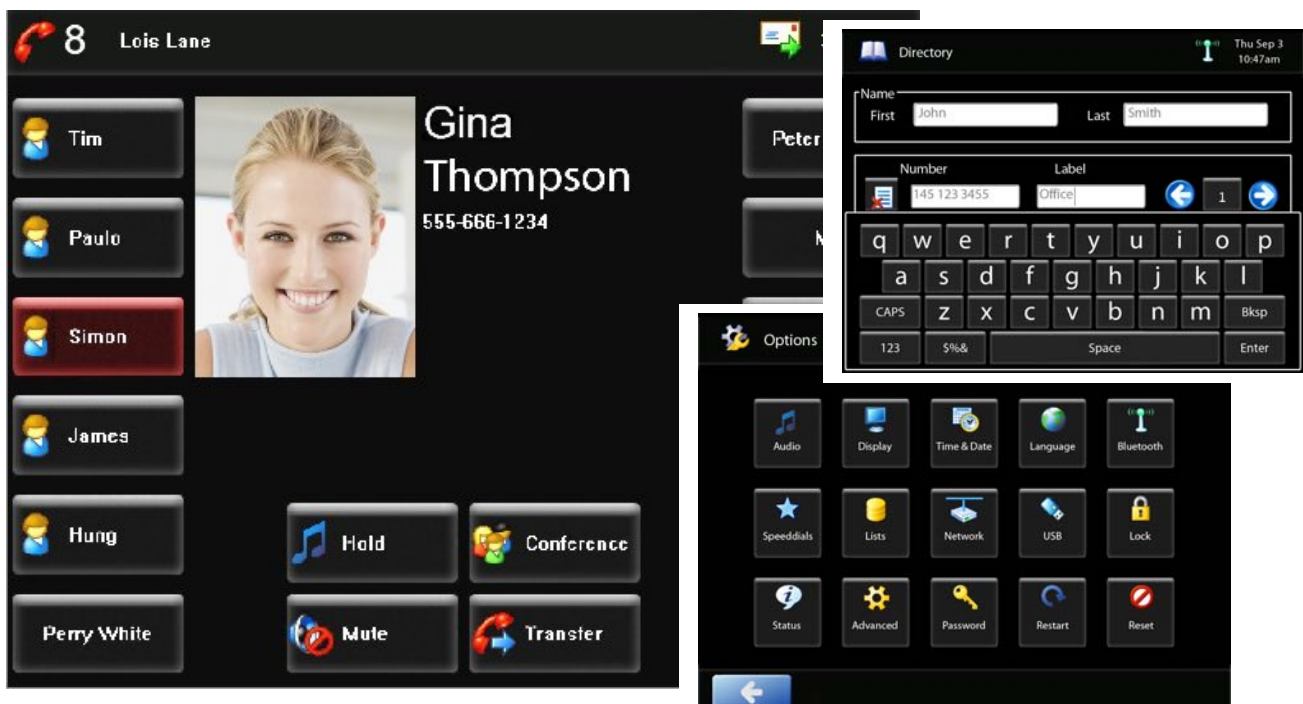 8 Lois Lane
Tim
Gina
Thompson
555-666-1234
Paulo
Simon
James
Hung
Perry White
Hold
Conference
Mute
Transfer
Peter
Directory
Thu Sep 3
10:47am
Name
First John Last Smith
Number Label
145 123 3455 Office 1
q w e r t y u i o p
a s d f g h j k l
CAPS z x c v b n m Bksp
123 $%& Space Enter
Options
Audio Display Time & Date Language Bluetooth
Speeddials Lists Network USB Lock
Status Advanced Password Restart Reset